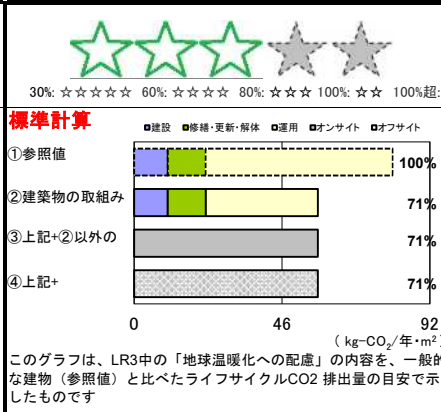 30%: ☆☆☆☆☆ 60%: ☆☆☆☆ 80%: ☆☆☆ 100%: ☆☆ 100%超:
標準計算
■建設 ■修繕・更新・解体 □運用 ■オンサイト ■オフサイト
①参照値 100%
②建築物の取組み 71%
③上記+②以外の 71%
④上記+ 71%
0 46 92
( kg-CO₂/年・m²)
このグラフは、LR3中の「地球温暖化への配慮」の内容を、一般的
な建物（参照値）と比べたライフサイクルCO2 排出量の目安で示
したものです